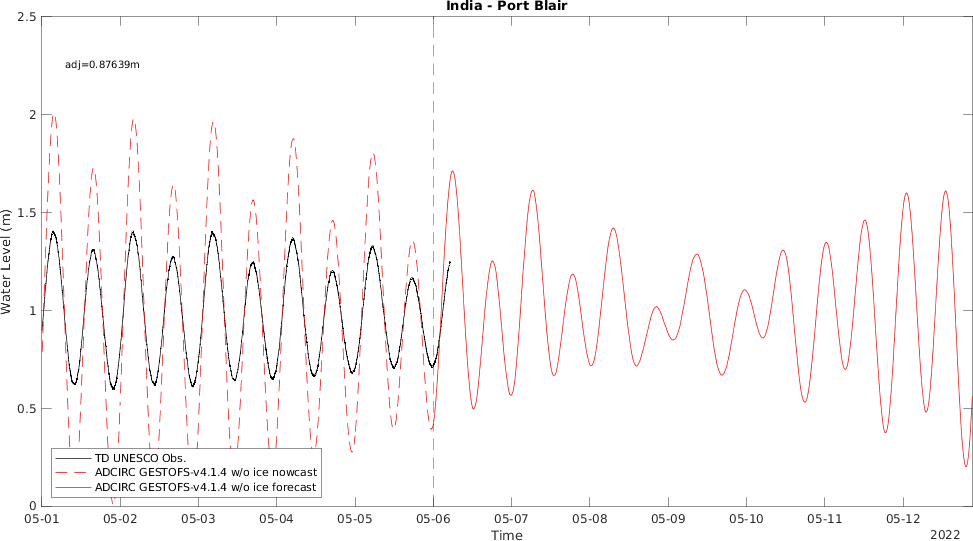 India - Port Blair
adj=0.87639m
Water Level (m)
2.5
2
1.5
1
0.5
0
TD UNESCO Obs.
ADCIRC GESTOFS-v4.1.4 w/o ice nowcast
ADCIRC GESTOFS-v4.1.4 w/o ice forecast
05-01 05-02 05-03 05-04 05-05 05-06 05-07 05-08 05-09 05-10 05-11 05-12
Time
2022